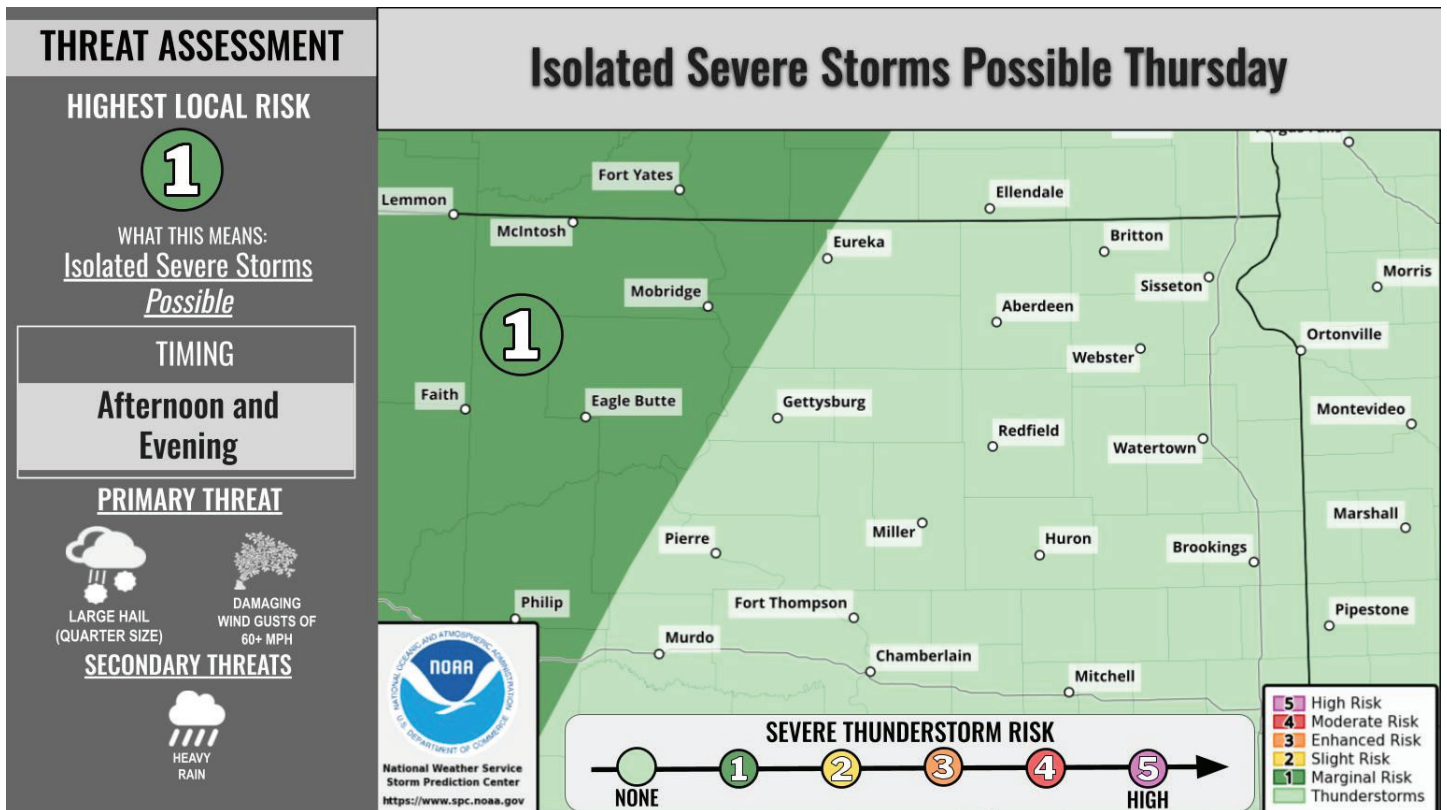 THREAT ASSESSMENT
HIGHEST LOCAL RISK
1
WHAT THIS MEANS:
Isolated Severe Storms
Possible
TIMING
Afternoon and
Evening
PRIMARY THREAT
LARGE HAIL
(QUARTER SIZE)
DAMAGING
WIND GUSTS OF
60+ MPH
SECONDARY THREATS
HEAVY
RAIN
Isolated Severe Storms Possible Thursday
Fort Yates
Lemmon
Ellendale
McIntosh
Eureka
Britton
Morris
Mobridge
Sisseton
1
Aberdeen
Ortonville
Webster
Faith
Eagle Butte
Gettysburg
Montevideo
Redfield
Watertown
Marshall
Pierre
Miller
Huron
Brookings
Philip
Fort Thompson
Pipestone
Murdo
Chamberlain
Mitchell
NATIONAL OCEANIC AND ATMOSPHERIC ADMINISTRATION
NOAA
U.S. DEPARTMENT OF COMMERCE
National Weather Service
Storm Prediction Center
https://www.spc.noaa.gov
SEVERE THUNDERSTORM RISK
1 2 3 4 5
NONE HIGH
5 High Risk
4 Moderate Risk
3 Enhanced Risk
2 Slight Risk
1 Marginal Risk
Thunderstorms